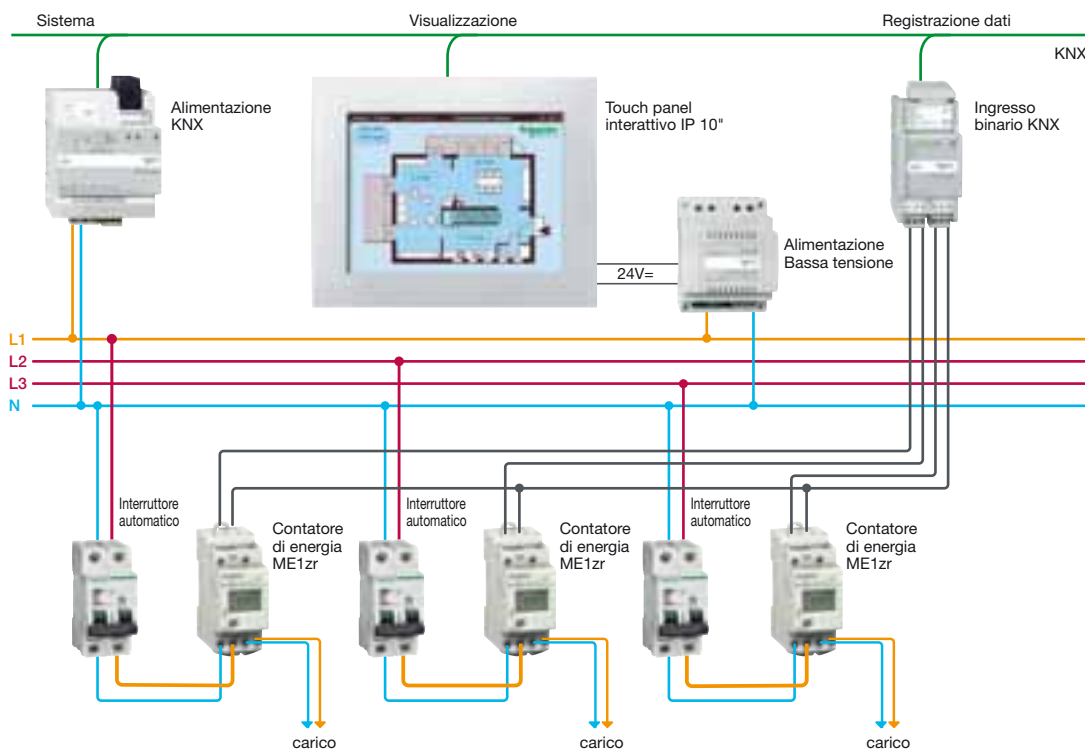 Sistema
Visualizzazione
Registrazione dati
KNX
Alimentazione
KNX
Touch panel
interattivo IP 10"
Ingresso
binario KNX
Alimentazione
Bassa tensione
24V=
L1
L2
L3
N
Interruttore
automatico
Contatore
di energia
ME1zr
Interruttore
automatico
Contatore
di energia
ME1zr
Interruttore
automatico
Contatore
di energia
ME1zr
carico
carico
carico